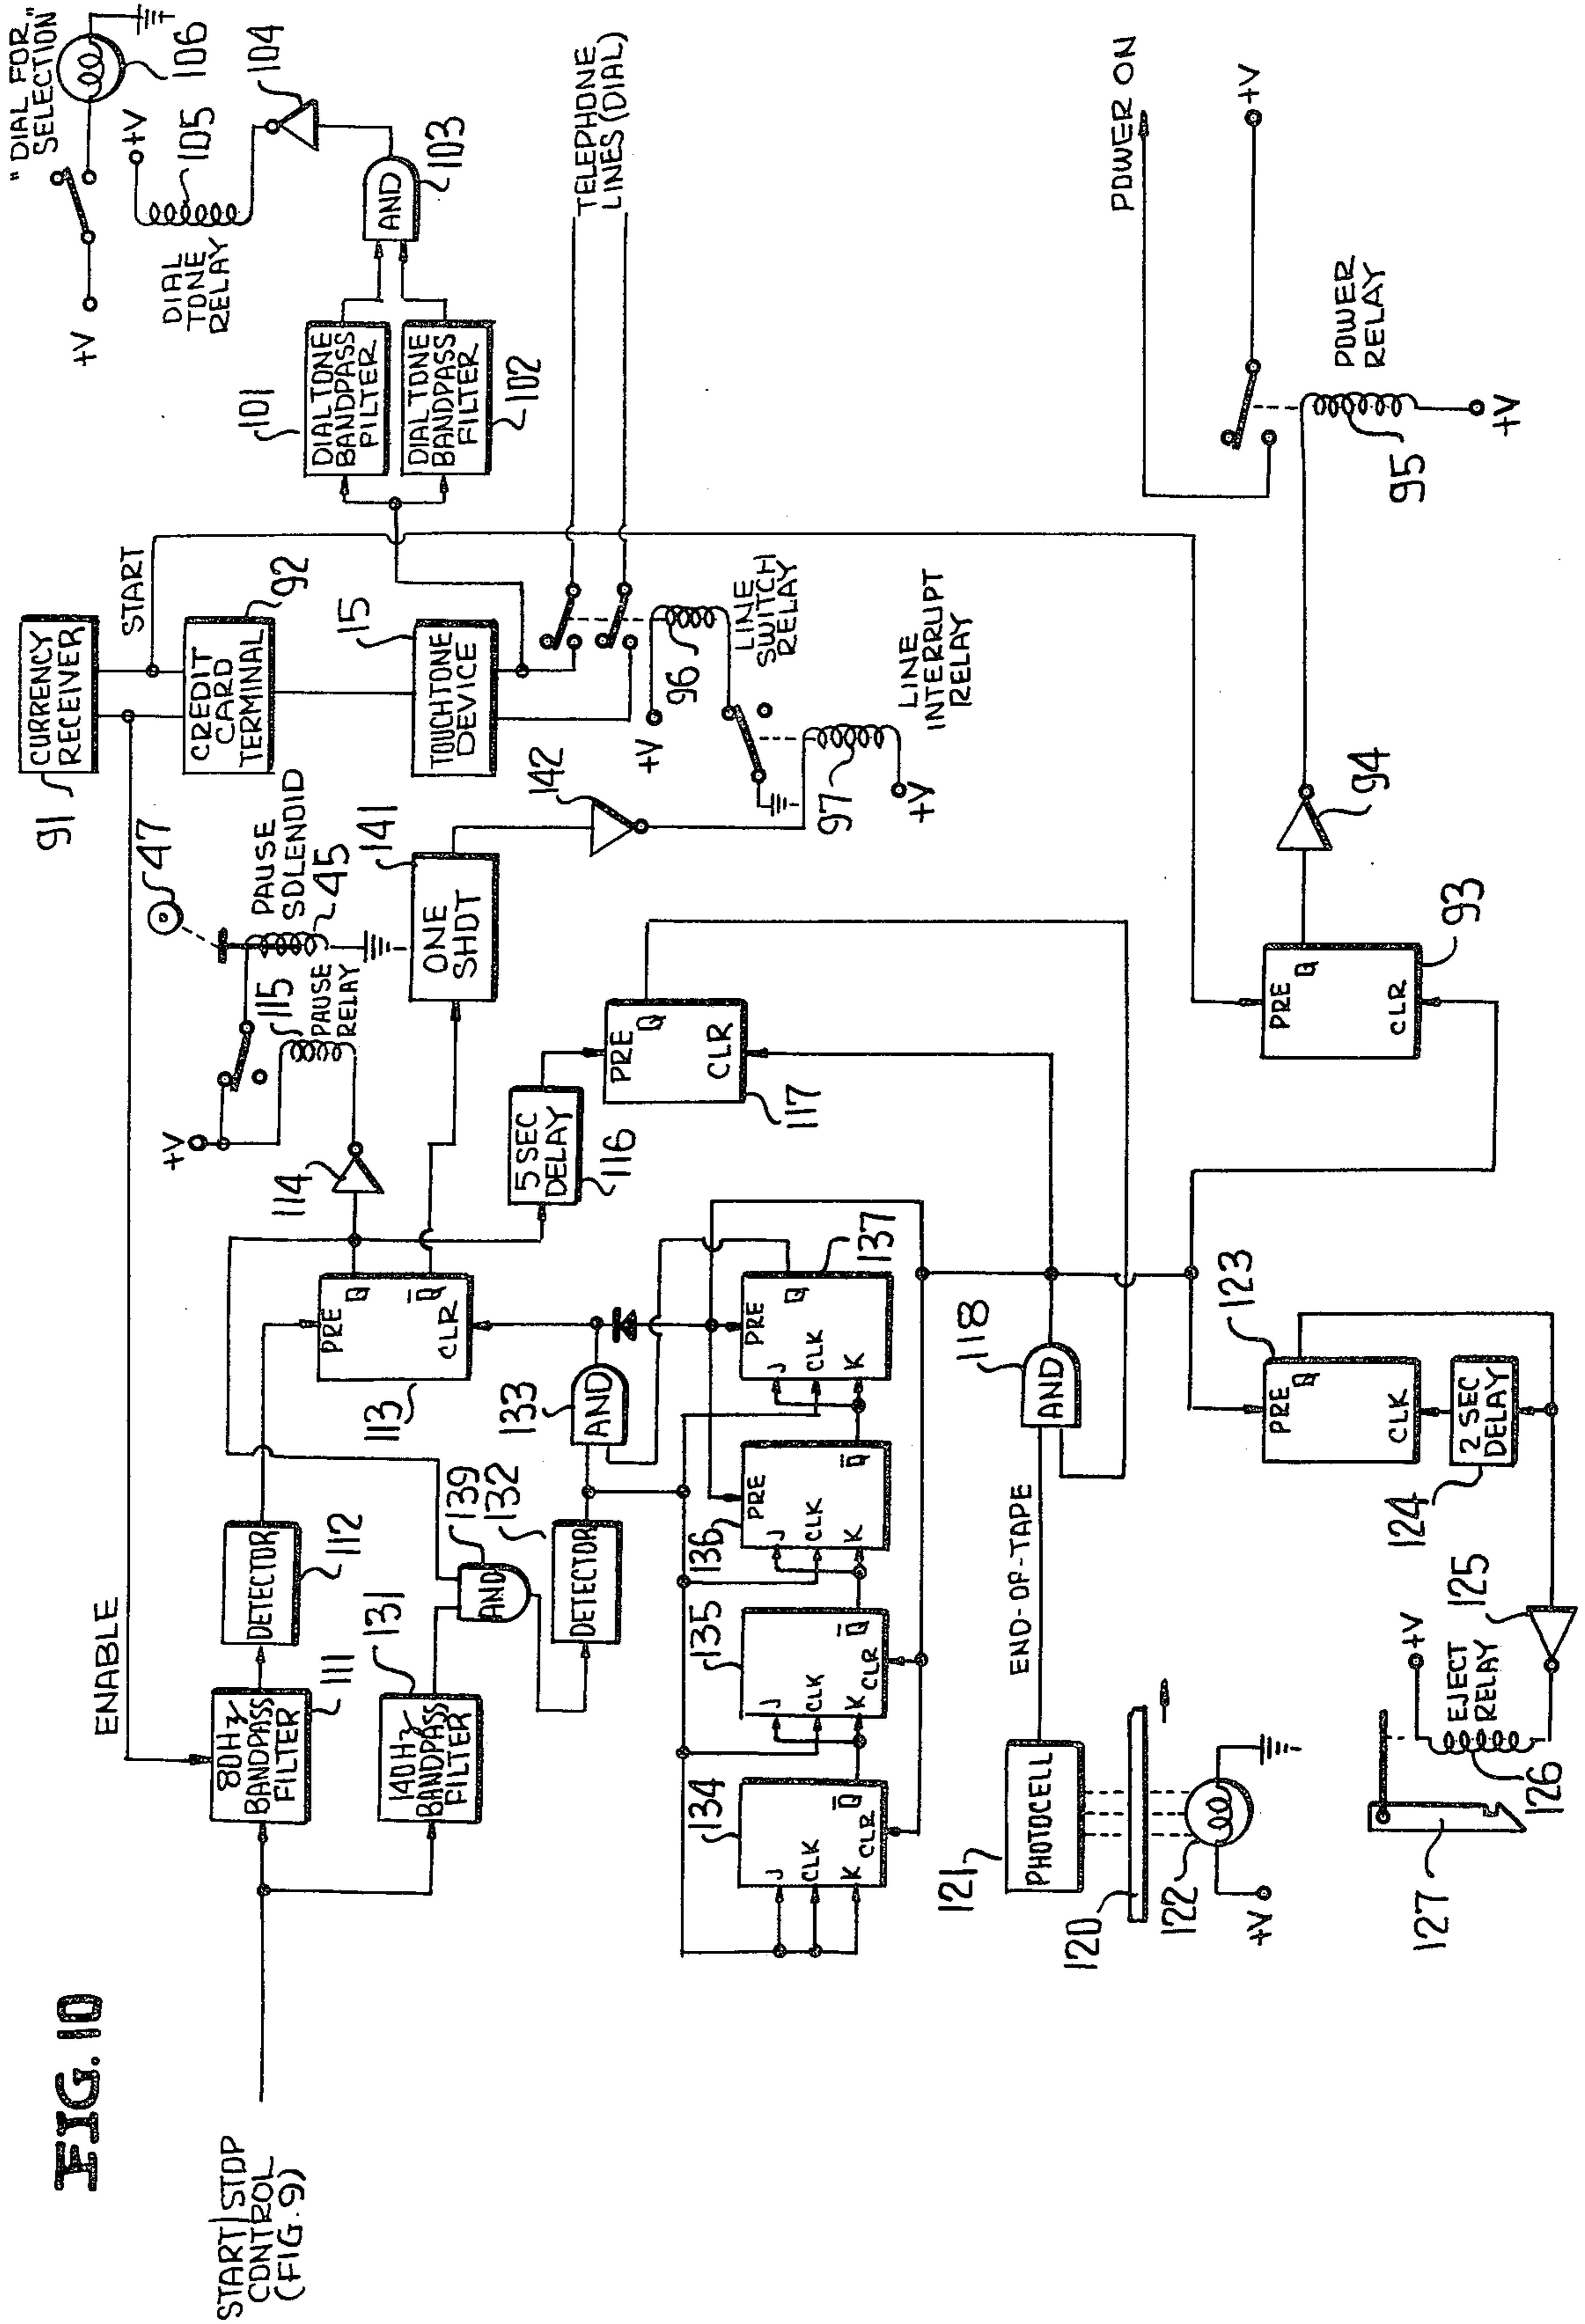 FIG. 10
START/STOP
CONTROL
(FIG. 9)
ENABLE
80Hz
BANDPASS
FILTER
111
DETECTOR
112
140Hz
BANDPASS
FILTER
131
AND
139
DETECTOR
132
AND
133
PRE
Q
Q̅
CLR
113
114
+V
115
PAUSE
RELAY
PAUSE
SOLENOID
45
47
ONE
SHOT
141
142
5 SEC
DELAY
116
PRE
Q
CLR
117
134
J
CLK
K
Q̅
CLR
135
J
CLK
K
Q̅
CLR
136
PRE
J
CLK
K
Q̅
137
PRE
J
CLK
K
Q
91
CURRENCY
RECEIVER
START
CREDIT
CARD
TERMINAL
92
TOUCHTONE
DEVICE
15
+V
96
LINE
SWITCH
RELAY
97
+V
LINE
INTERRUPT
RELAY
TELEPHONE
LINES (DIAL)
101
DIAL TONE
BANDPASS
FILTER
DIAL TONE
BANDPASS
FILTER
102
AND
103
104
+V
105
DIAL
TONE
RELAY
+V
"DIAL FOR"
SELECTION
106
121
PHOTOCELL
END-OF-TAPE
120
122
+V
AND
118
123
PRE
Q
CLK
2 SEC
DELAY
124
125
+V
EJECT
RELAY
126
127
PRE
Q
CLR
93
94
95
+V
POWER
RELAY
+V
POWER ON